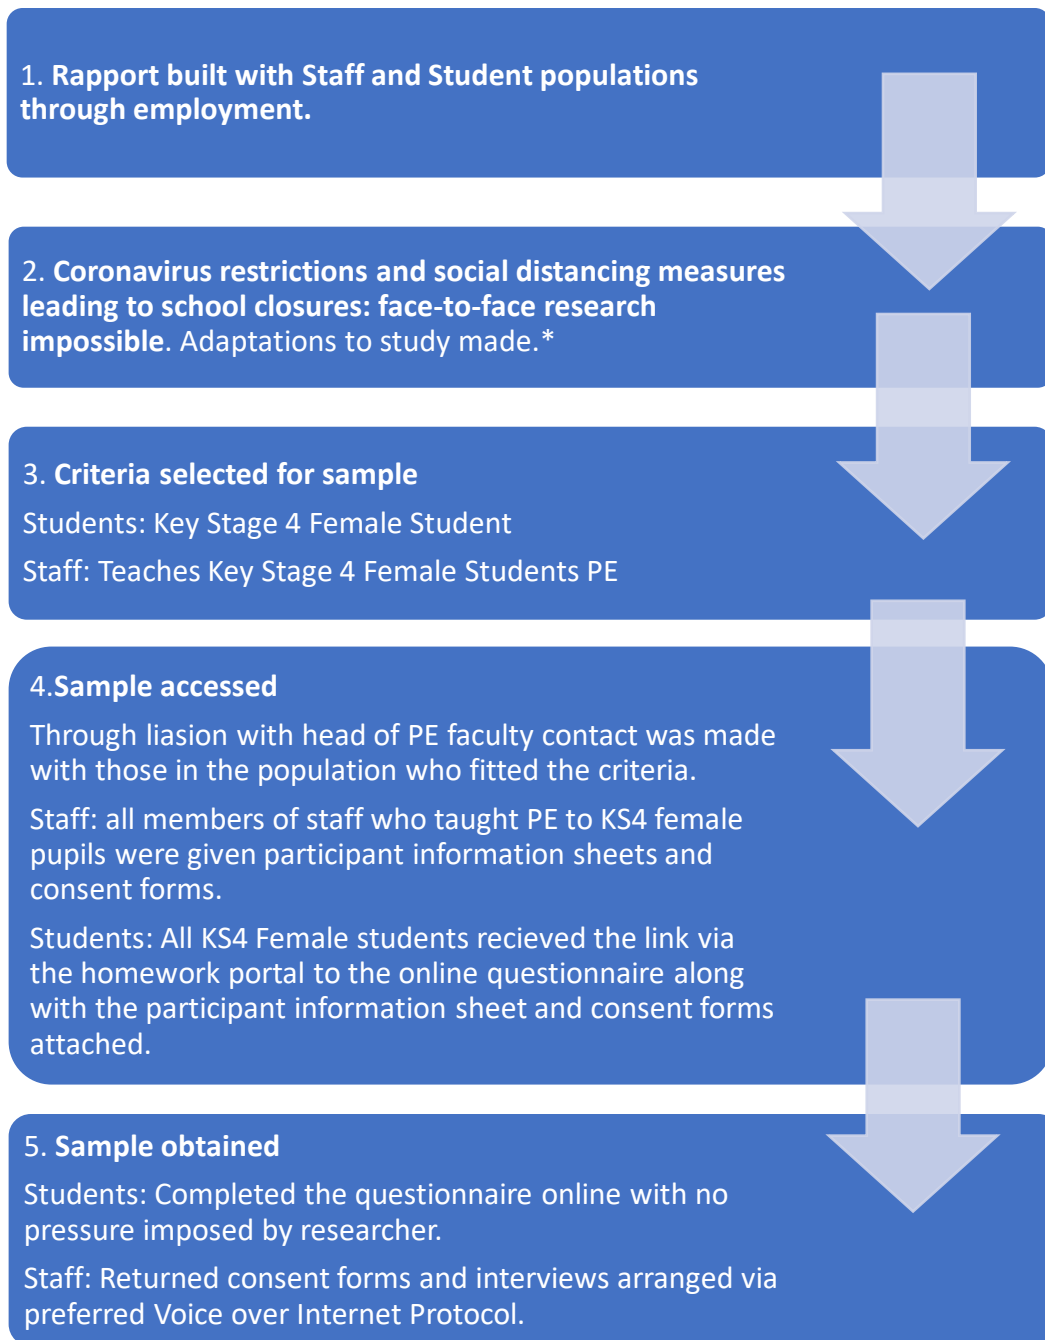 1. Rapport built with Staff and Student populations
through employment.
2. Coronavirus restrictions and social distancing measures
leading to school closures: face-to-face research
impossible. Adaptations to study made.*
3. Criteria selected for sample
Students: Key Stage 4 Female Student
Staff: Teaches Key Stage 4 Female Students PE
4.Sample accessed
Through liasion with head of PE faculty contact was made
with those in the population who fitted the criteria.
Staff: all members of staff who taught PE to KS4 female
pupils were given participant information sheets and
consent forms.
Students: All KS4 Female students recieved the link via
the homework portal to the online questionnaire along
with the participant information sheet and consent forms
attached.
5. Sample obtained
Students: Completed the questionnaire online with no
pressure imposed by researcher.
Staff: Returned consent forms and interviews arranged via
preferred Voice over Internet Protocol.